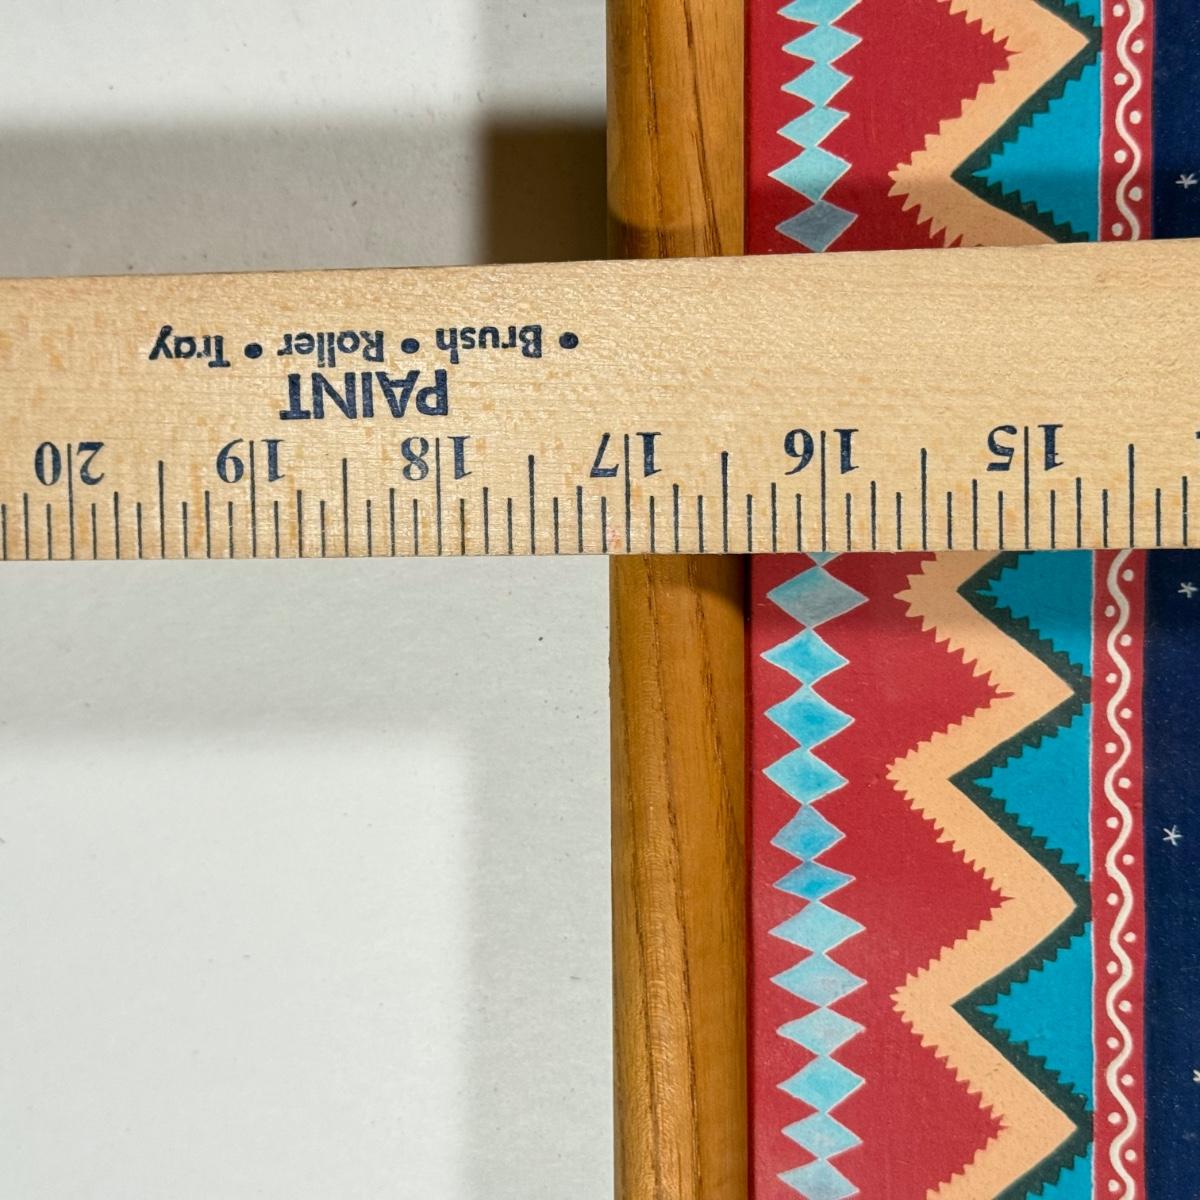 15 16 17 18 19 20
PAINT
• Brush • Roller • Tray